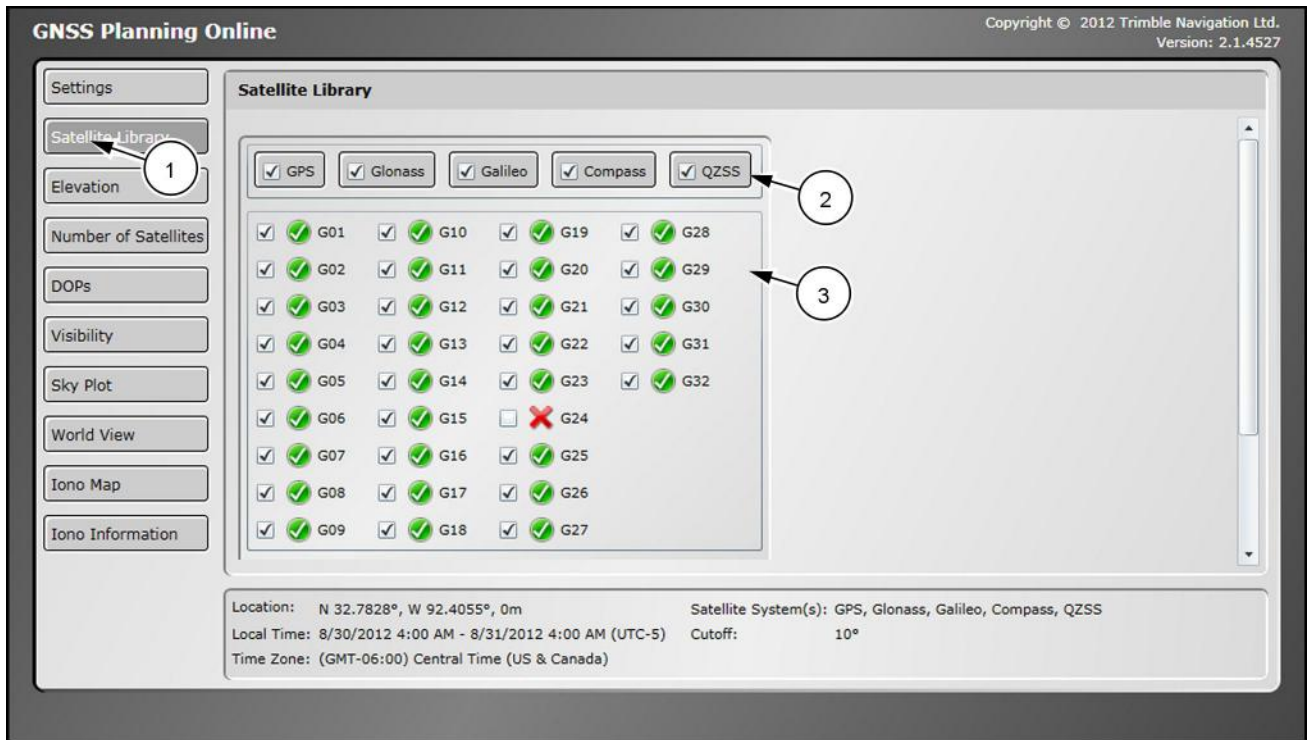 GNSS Planning Online
Copyright © 2012 Trimble Navigation Ltd.
Version: 2.1.4527
Settings
Satellite Library
Elevation
Number of Satellites
DOPs
Visibility
Sky Plot
World View
Iono Map
Iono Information
Satellite Library
GPS Glonass Galileo Compass QZSS
G01 G10 G19 G28
G02 G11 G20 G29
G03 G12 G21 G30
G04 G13 G22 G31
G05 G14 G23 G32
G06 G15 G24
G07 G16 G25
G08 G17 G26
G09 G18 G27
1
2
3
Location: N 32.7828°, W 92.4055°, 0m
Local Time: 8/30/2012 4:00 AM - 8/31/2012 4:00 AM (UTC-5)
Time Zone: (GMT-06:00) Central Time (US & Canada)
Satellite System(s): GPS, Glonass, Galileo, Compass, QZSS
Cutoff: 10°